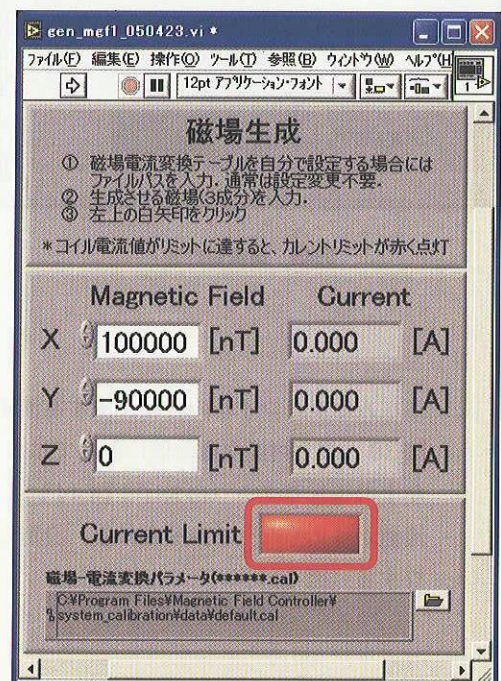 gen_mgf1_050423.vi *
ファイル(F) 編集(E) 操作(O) ツール(T) 参照(B) ウィンドウ(W) ヘルプ(H)
12pt アプリケーション・フォント
1
磁場生成
① 磁場電流変換テーブルを自分で設定する場合には
ファイルパスを入力. 通常は設定変更不要.
② 生成させる磁場(3成分)を入力.
③ 左上の白矢印をクリック
*コイル電流値がリミットに達すると、カレントリミットが赤く点灯
Magnetic Field Current
X 100000 [nT] 0.000 [A]
Y -90000 [nT] 0.000 [A]
Z 0 [nT] 0.000 [A]
Current Limit
磁場-電流変換パラメータ(******.cal)
C:¥Program Files¥Magnetic Field Controller¥
system_calibration¥data¥default.cal